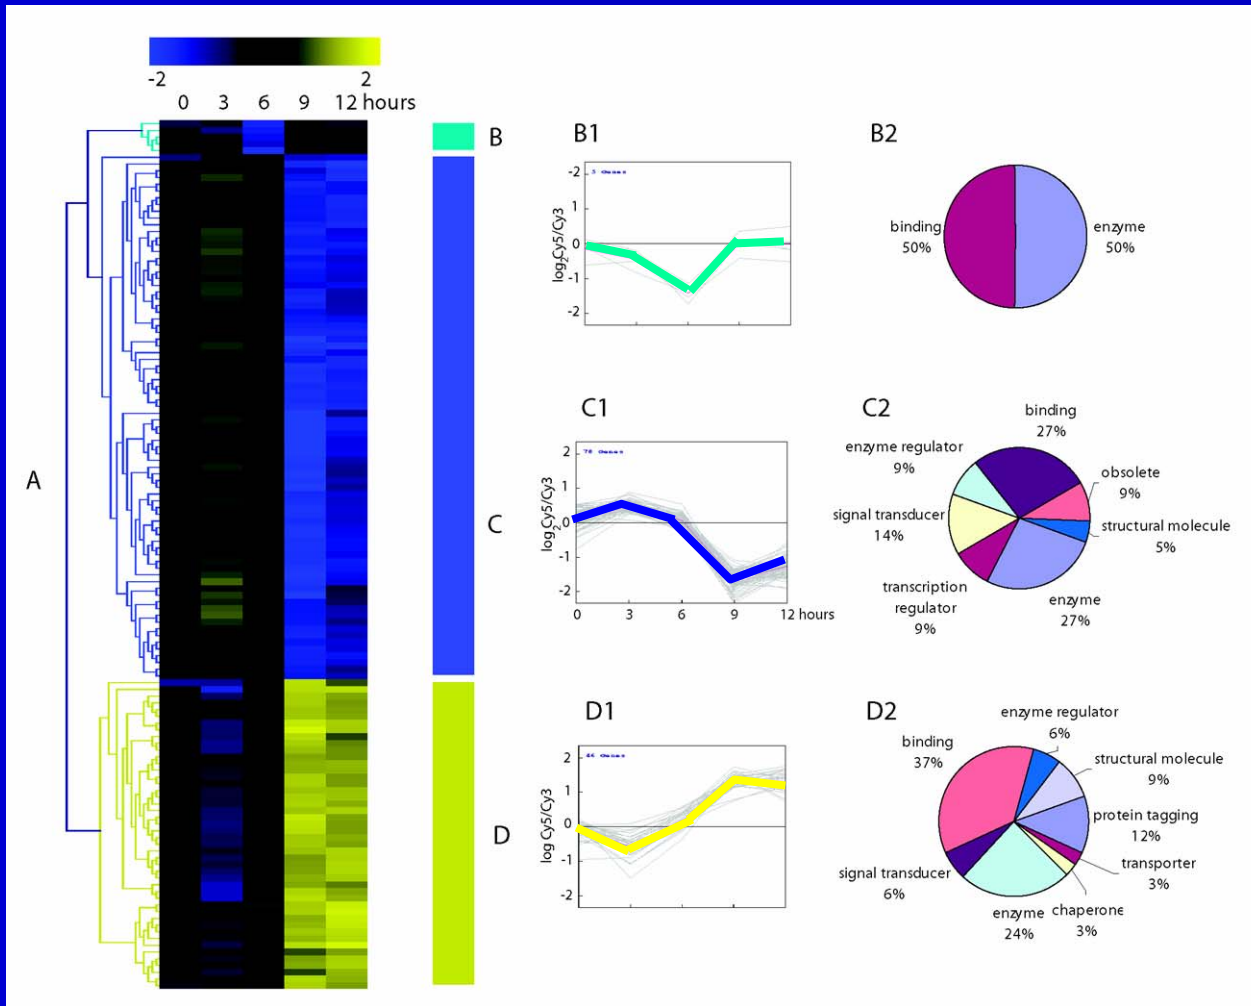 -2 2
0 3 6 9 12 hours
A
B
C
D
B1
-2
0
-1
-2
log2Cy5/Cy3
B2
binding
50%
enzyme
50%
C1
2
1
0
-1
-2
log2Cy5/Cy3
0 3 6 9 12 hours
C2
binding
27%
enzyme regulator
9%
obsolete
9%
signal transducer
14%
structural molecule
5%
transcription
regulator
9%
enzyme
27%
D1
2
1
0
-1
-2
log Cy5/Cy3
D2
enzyme regulator
6%
binding
37%
structural molecule
9%
protein tagging
12%
transporter
3%
signal transducer
6%
enzyme
24%
chaperone
3%